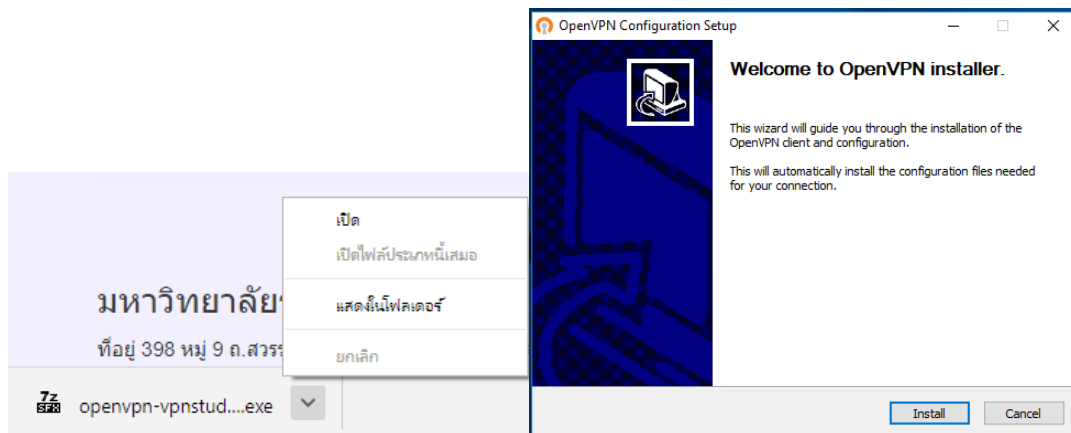 เปิด
เปิดไฟล์ประเภทนี้เสมอ
แสดงในโฟลเดอร์
ยกเลิก
มหาวิทยาลัย
ที่อยู่ 398 หมู่ 9 ถ.สวรร
7z
SFX
openvpn-vpnstud....exe
OpenVPN Configuration Setup
Welcome to OpenVPN installer.
This wizard will guide you through the installation of the
OpenVPN client and configuration.
This will automatically install the configuration files needed
for your connection.
Install
Cancel